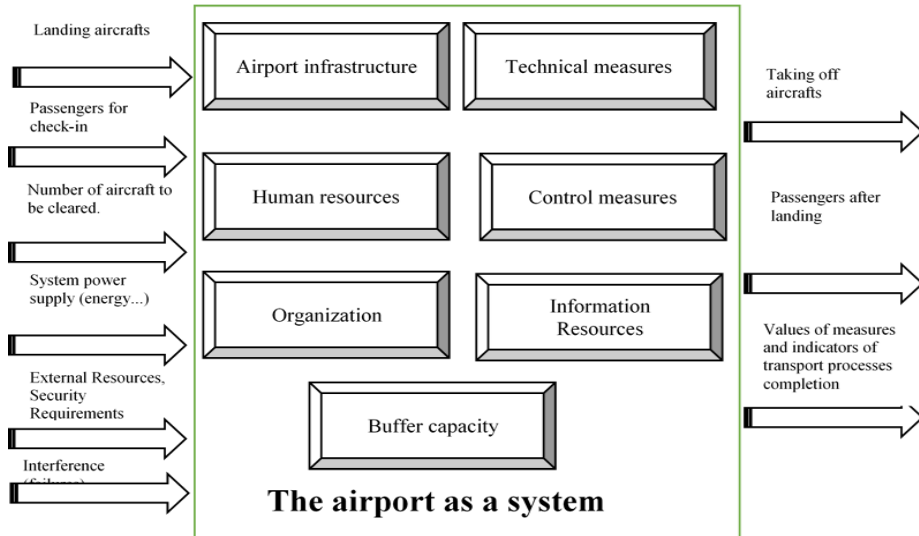 Landing aircrafts
Passengers for
check-in
Number of aircraft to
be cleared.
System power
supply (energy...)
External Resources,
Security
Requirements
Interference
(failures)
Airport infrastructure
Technical measures
Human resources
Control measures
Organization
Information
Resources
Buffer capacity
The airport as a system
Taking off
aircrafts
Passengers after
landing
Values of measures
and indicators of
transport processes
completion